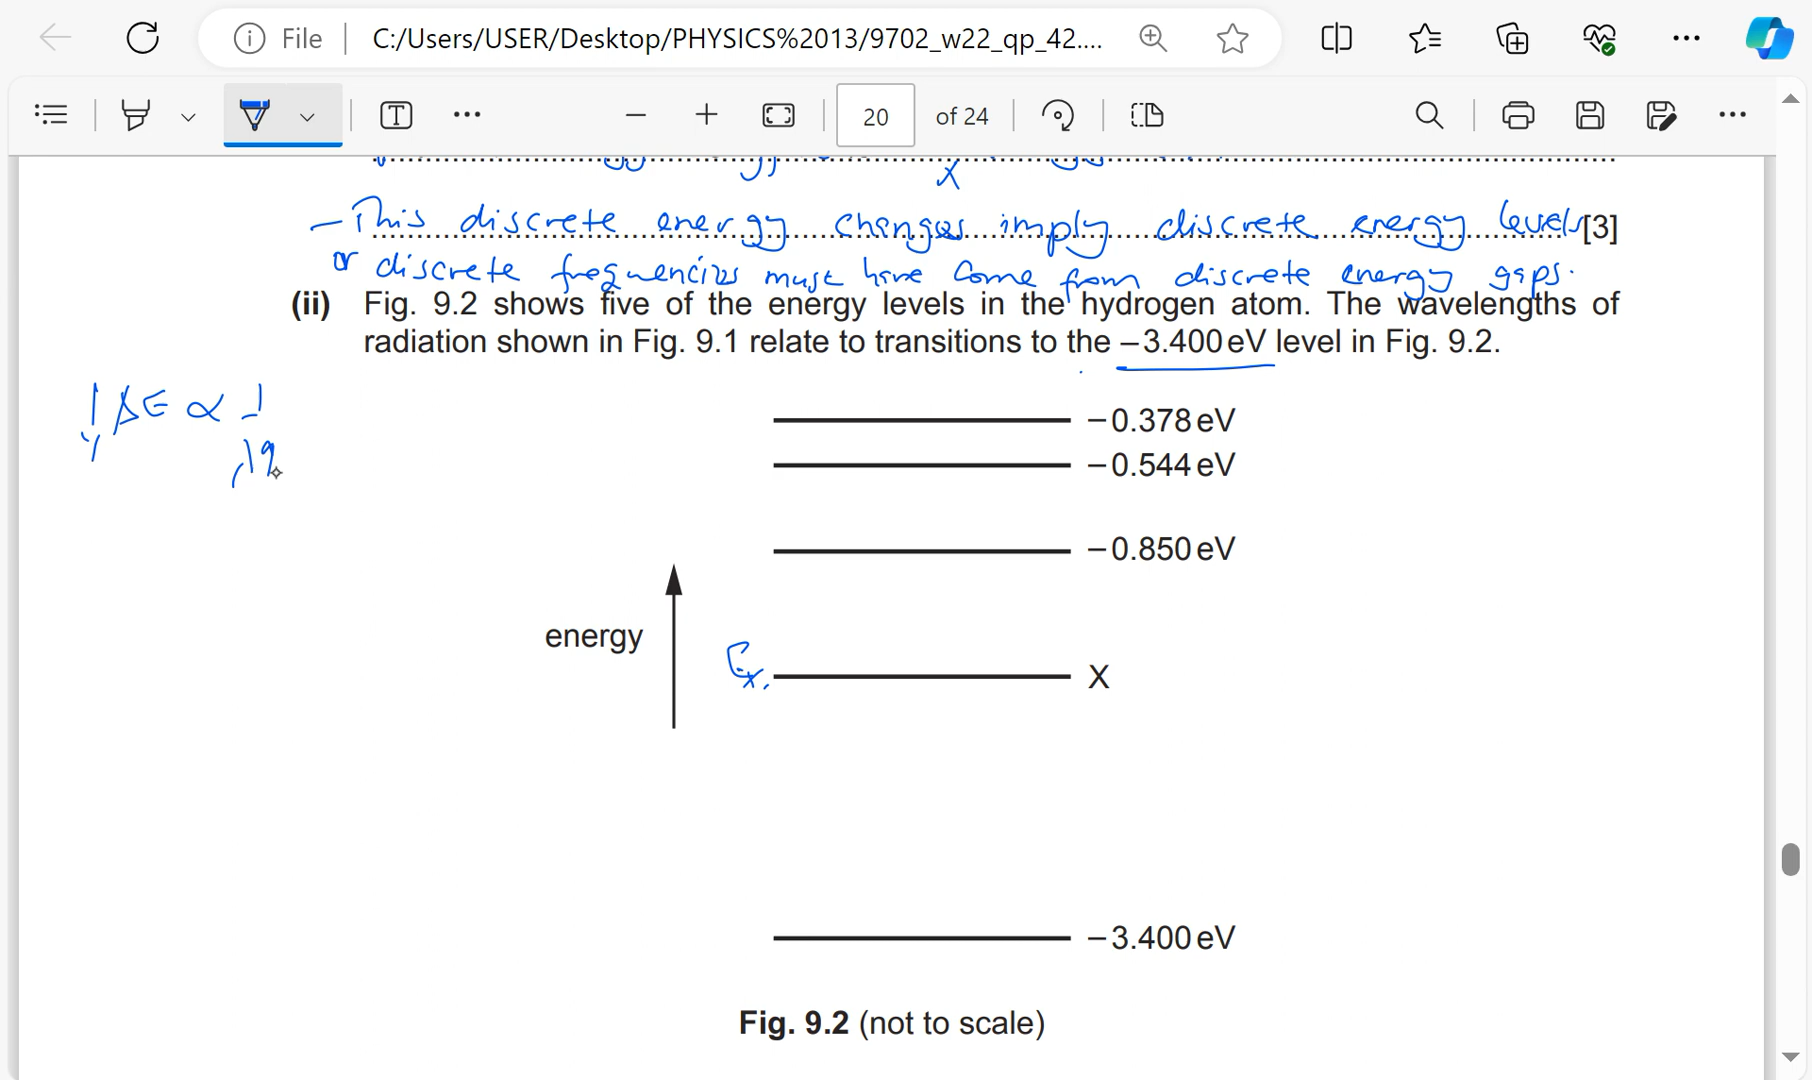 File C:/Users/USER/Desktop/PHYSICS%2013/9702_w22_qp_42....
20 of 24
x
– This discrete energy changes imply discrete energy levels [3]
or discrete frequencies must have come from discrete energy gaps.
(ii) Fig. 9.2 shows five of the energy levels in the hydrogen atom. The wavelengths of
radiation shown in Fig. 9.1 relate to transitions to the –3.400 eV level in Fig. 9.2.
ΔE ∝ 1
λ
–0.378 eV
–0.544 eV
–0.850 eV
energy
Ex. X
–3.400 eV
Fig. 9.2 (not to scale)